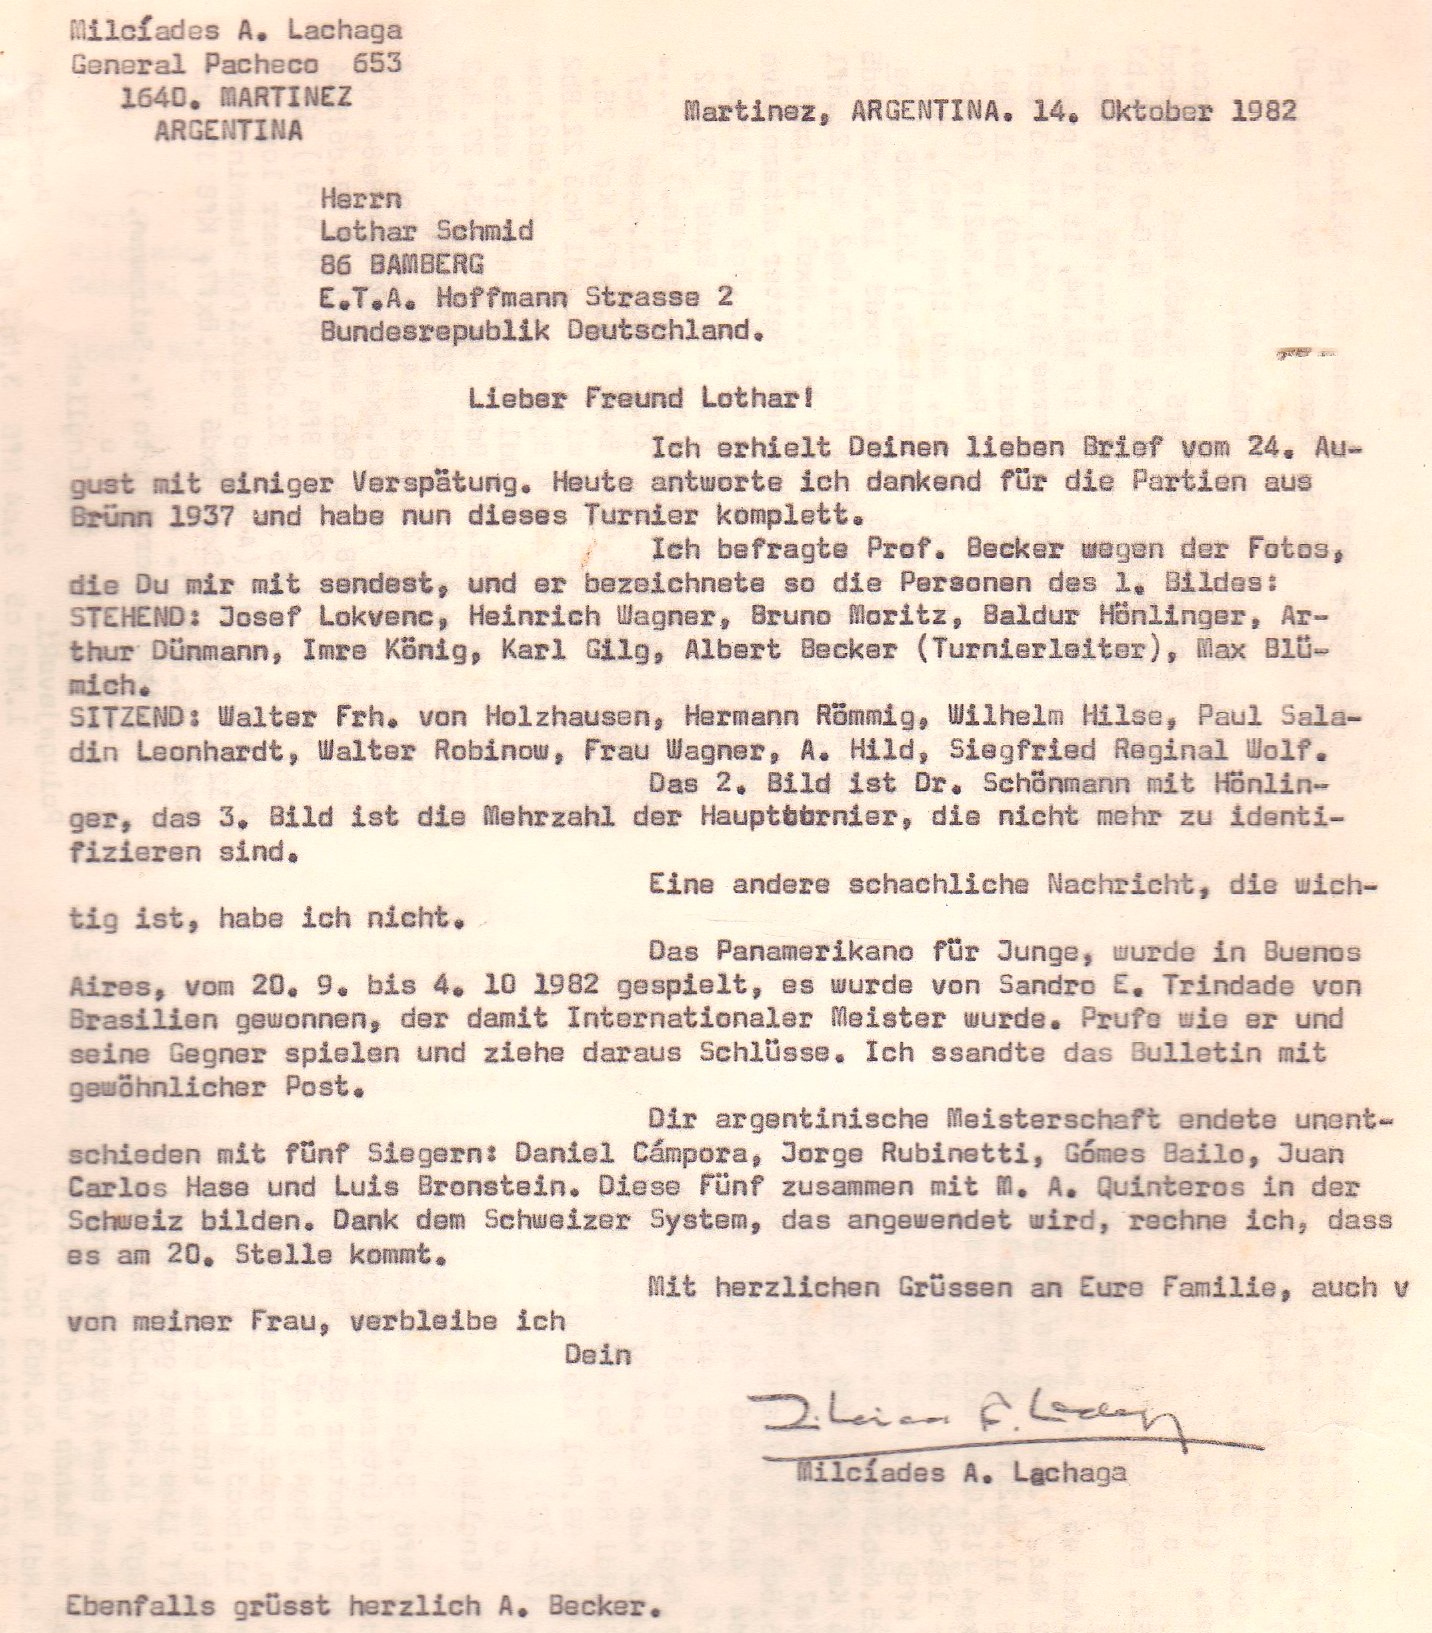 Milcíades A. Lachaga
General Pacheco 653
1640. MARTINEZ
ARGENTINA
Martinez, ARGENTINA. 14. Oktober 1982
Herrn
Lothar Schmid
86 BAMBERG
E.T.A. Hoffmann Strasse 2
Bundesrepublik Deutschland.
Lieber Freund Lothar!
Ich erhielt Deinen lieben Brief vom 24. Au-
gust mit einiger Verspätung. Heute antworte ich dankend für die Partien aus
Brünn 1937 und habe nun dieses Turnier komplett.
Ich befragte Prof. Becker wegen der Fotos,
die Du mir mit sendest, und er bezeichnete so die Personen des 1. Bildes:
STEHEND: Josef Lokvenc, Heinrich Wagner, Bruno Moritz, Baldur Hönlinger, Ar-
thur Dünmann, Imre König, Karl Gilg, Albert Becker (Turnierleiter), Max Blü-
mich.
SITZEND: Walter Frh. von Holzhausen, Hermann Römmig, Wilhelm Hilse, Paul Sala-
din Leonhardt, Walter Robinow, Frau Wagner, A. Hild, Siegfried Reginal Wolf.
Das 2. Bild ist Dr. Schönmann mit Hönlin-
ger, das 3. Bild ist die Mehrzahl der Hauptturnier, die nicht mehr zu identi-
fizieren sind.
Eine andere schachliche Nachricht, die wich-
tig ist, habe ich nicht.
Das Panamerikano für Junge, wurde in Buenos
Aires, vom 20. 9. bis 4. 10 1982 gespielt, es wurde von Sandro E. Trindade von
Brasilien gewonnen, der damit Internationaler Meister wurde. Prufe wie er und
seine Gegner spielen und ziehe daraus Schlüsse. Ich ssandte das Bulletin mit
gewöhnlicher Post.
Dir argentinische Meisterschaft endete unent-
schieden mit fünf Siegern: Daniel Cámpora, Jorge Rubinetti, Gómes Bailo, Juan
Carlos Hase und Luis Bronstein. Diese Fünf zusammen mit M. A. Quinteros in der
Schweiz bilden. Dank dem Schweizer System, das angewendet wird, rechne ich, dass
es am 20. Stelle kommt.
Mit herzlichen Grüssen an Eure Familie, auch v
von meiner Frau, verbleibe ich
Dein
Milcíades A. Lachaga
Ebenfalls grüsst herzlich A. Becker.